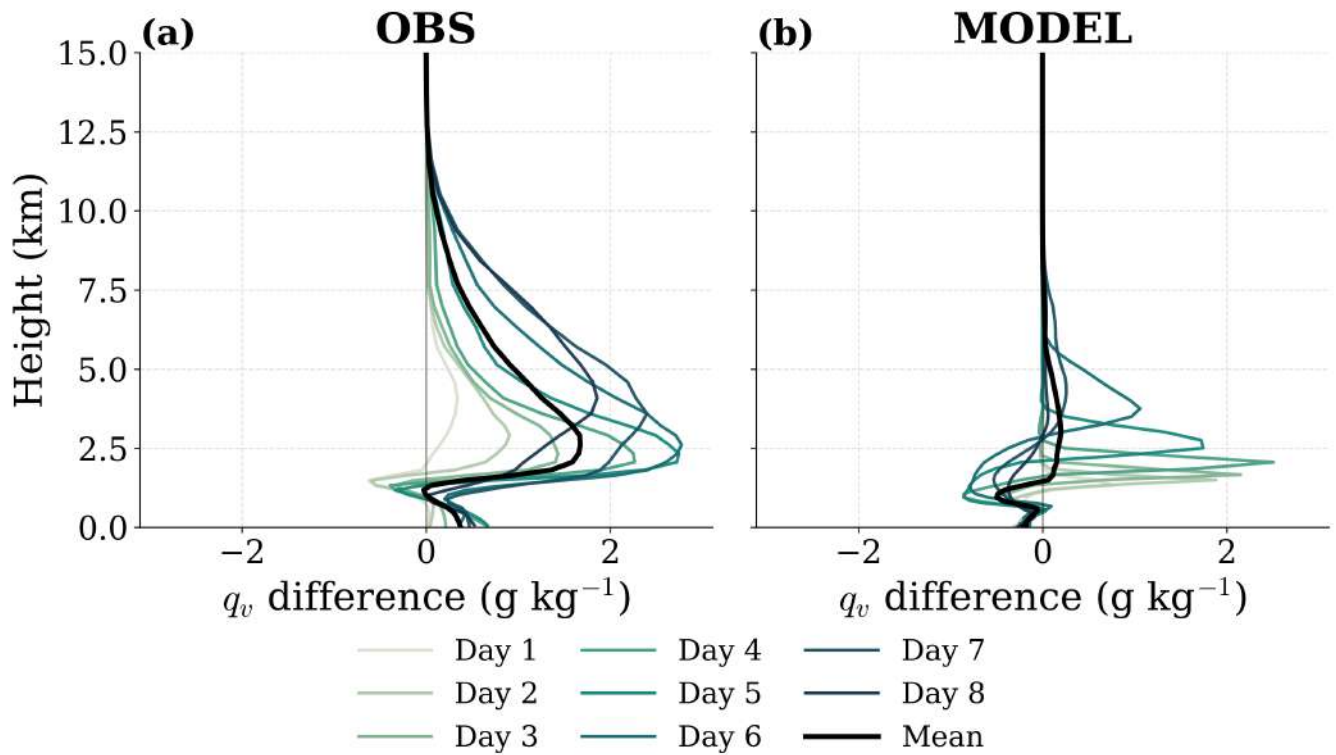 (a) OBS (b) MODEL
15.0
12.5
10.0
7.5
5.0
2.5
0.0
Height (km)
−2 0 2 −2 0 2
q_v difference (g kg⁻¹) q_v difference (g kg⁻¹)
Day 1 Day 4 Day 7
Day 2 Day 5 Day 8
Day 3 Day 6 Mean